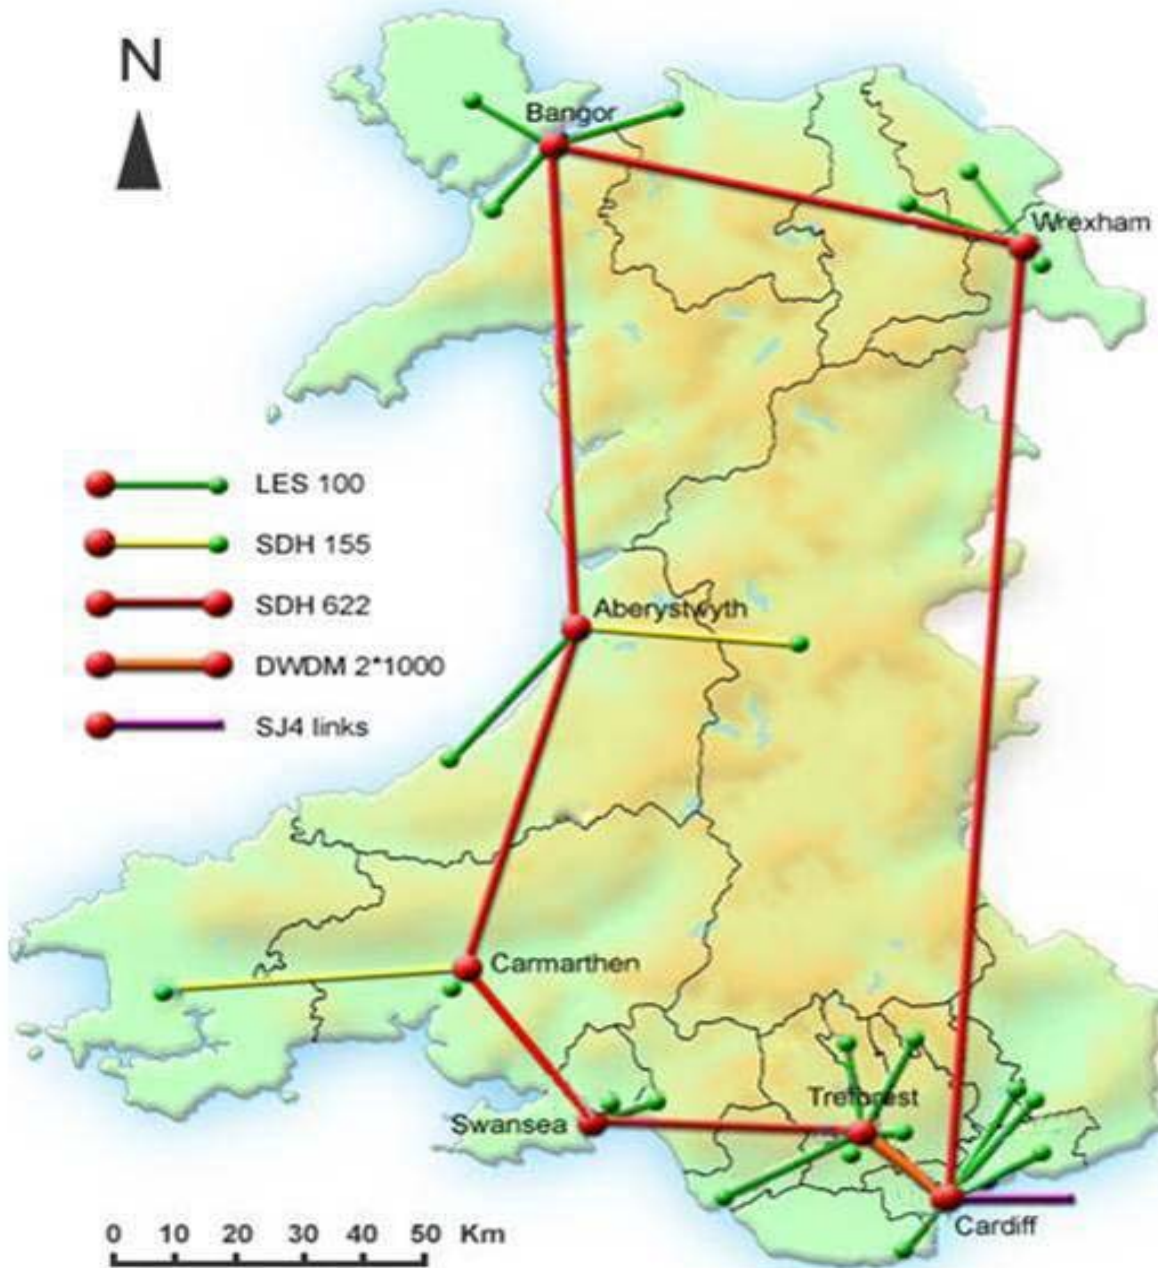 N
Bangor
Wrexham
LES 100
SDH 155
SDH 622
DWDM 2*1000
SJ4 links
Aberystwyth
Carmarthen
Treforest
Swansea
Cardiff
0 10 20 30 40 50 Km